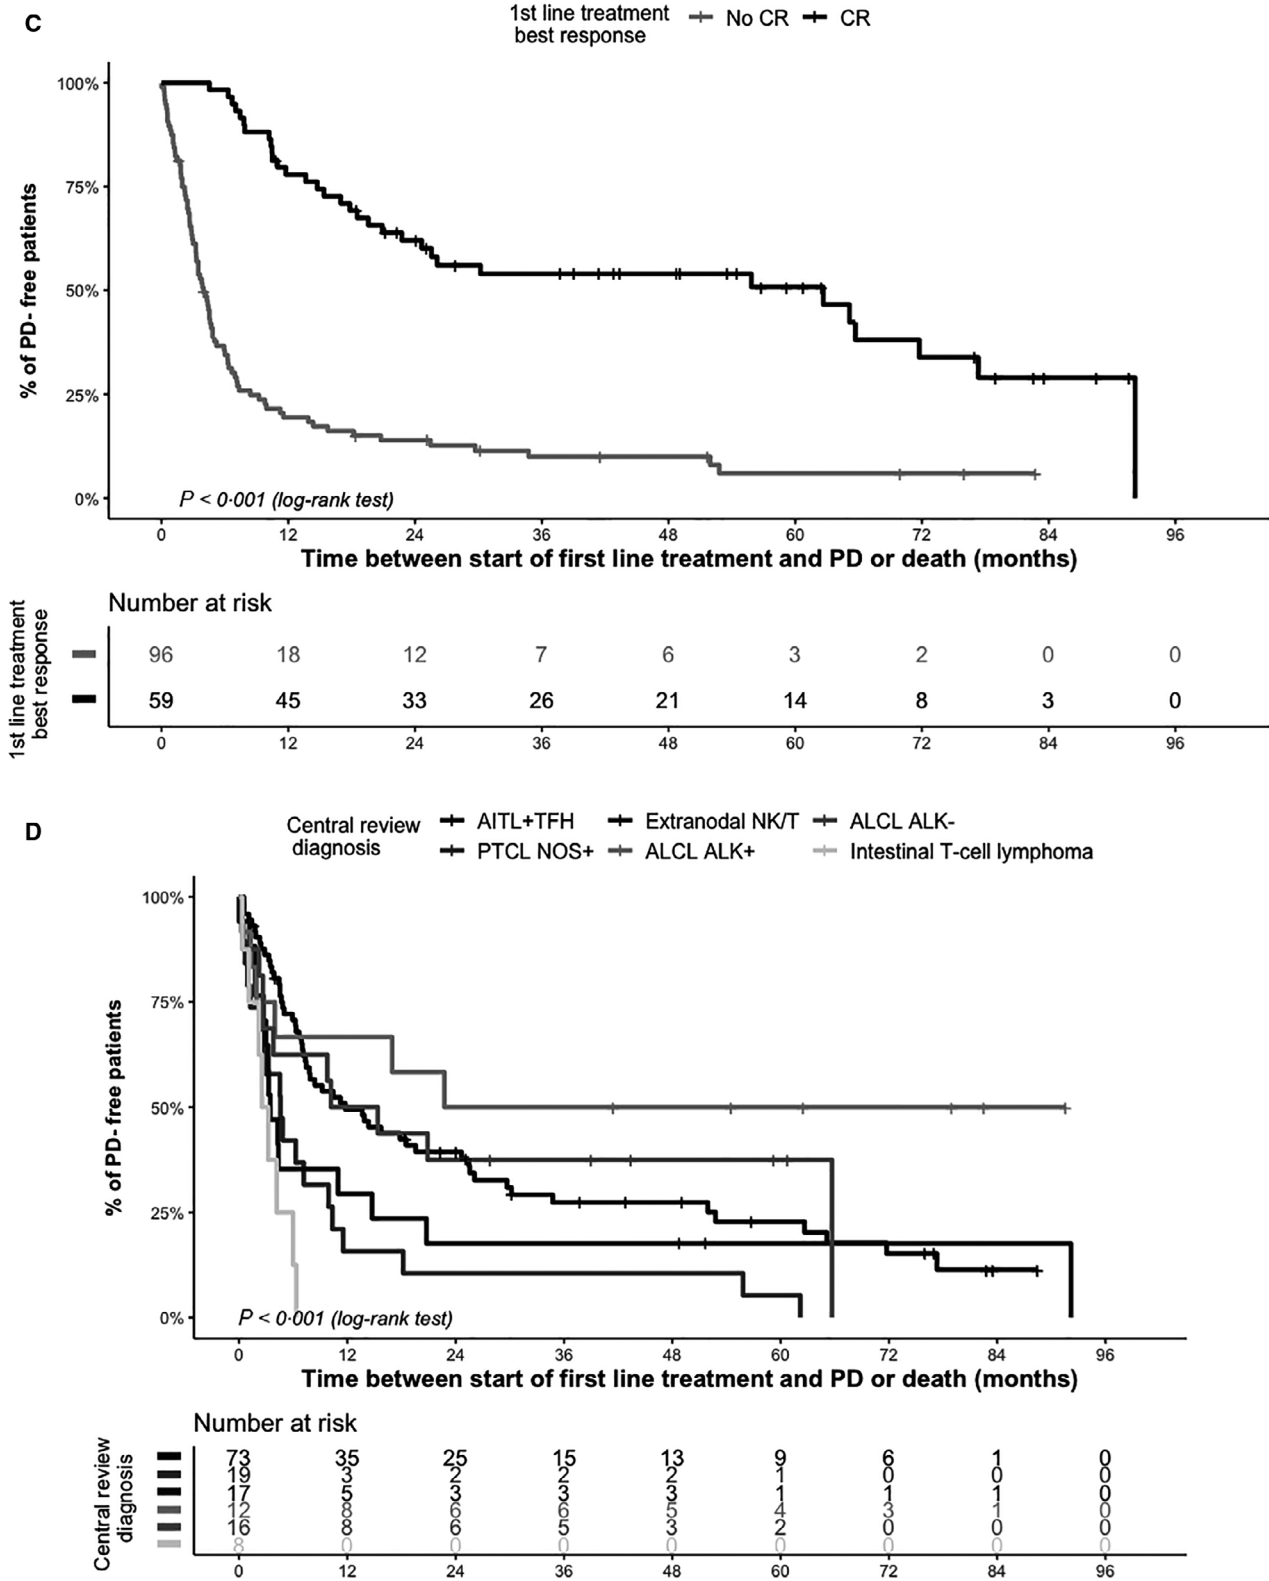 C
1st line treatment
best response
No CR
CR
100%
75%
50%
25%
0%
% of PD- free patients
P < 0·001 (log-rank test)
0 12 24 36 48 60 72 84 96
Time between start of first line treatment and PD or death (months)
Number at risk
1st line treatment
best response
96 18 12 7 6 3 2 0 0
59 45 33 26 21 14 8 3 0
0 12 24 36 48 60 72 84 96
D
Central review
diagnosis
AITL+TFH Extranodal NK/T ALCL ALK-
PTCL NOS+ ALCL ALK+ Intestinal T-cell lymphoma
100%
75%
50%
25%
0%
% of PD- free patients
P < 0·001 (log-rank test)
0 12 24 36 48 60 72 84 96
Time between start of first line treatment and PD or death (months)
Number at risk
Central review
diagnosis
73 35 25 15 13 9 6 1 0
19 3 2 2 2 1 0 0 0
17 5 3 3 3 1 1 1 0
12 8 6 6 5 4 3 1 0
16 8 6 5 3 2 0 0 0
8 0 0 0 0 0 0 0 0
0 12 24 36 48 60 72 84 96